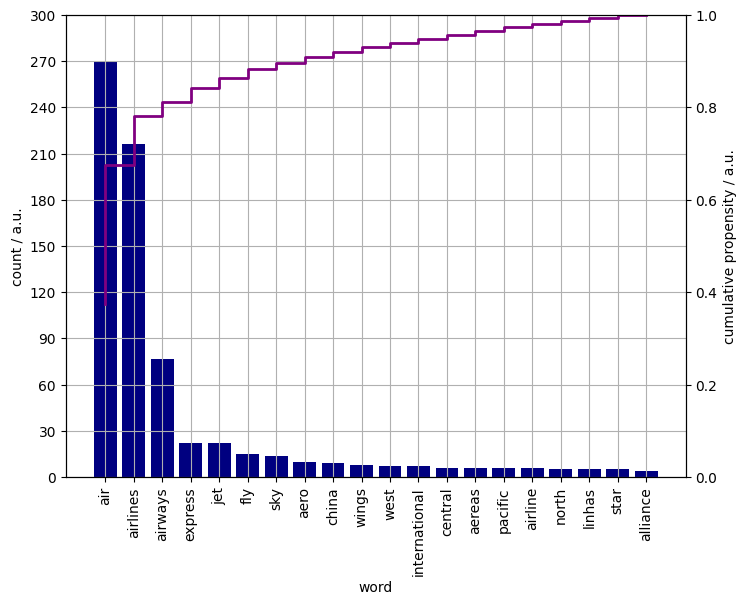 300
270
240
210
180
150
120
90
60
30
0
count / a.u.
1.0
0.8
0.6
0.4
0.2
0.0
cumulative propensity / a.u.
air
airlines
airways
express
jet
fly
sky
aero
china
wings
west
international
central
aereas
pacific
airline
north
linhas
star
alliance
word